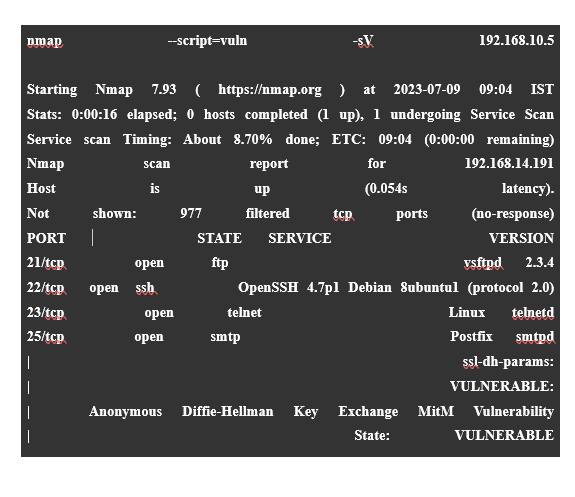 nmap --script=vuln -sV 192.168.10.5
Starting Nmap 7.93 ( https://nmap.org ) at 2023-07-09 09:04 IST
Stats: 0:00:16 elapsed; 0 hosts completed (1 up), 1 undergoing Service Scan
Service scan Timing: About 8.70% done; ETC: 09:04 (0:00:00 remaining)
Nmap scan report for 192.168.14.191
Host is up (0.054s latency).
Not shown: 977 filtered tcp ports (no-response)
PORT STATE SERVICE VERSION
21/tcp open ftp vsftpd 2.3.4
22/tcp open ssh OpenSSH 4.7p1 Debian 8ubuntu1 (protocol 2.0)
23/tcp open telnet Linux telnetd
25/tcp open smtp Postfix smtpd
| ssl-dh-params:
| VULNERABLE:
| Anonymous Diffie-Hellman Key Exchange MitM Vulnerability
| State: VULNERABLE